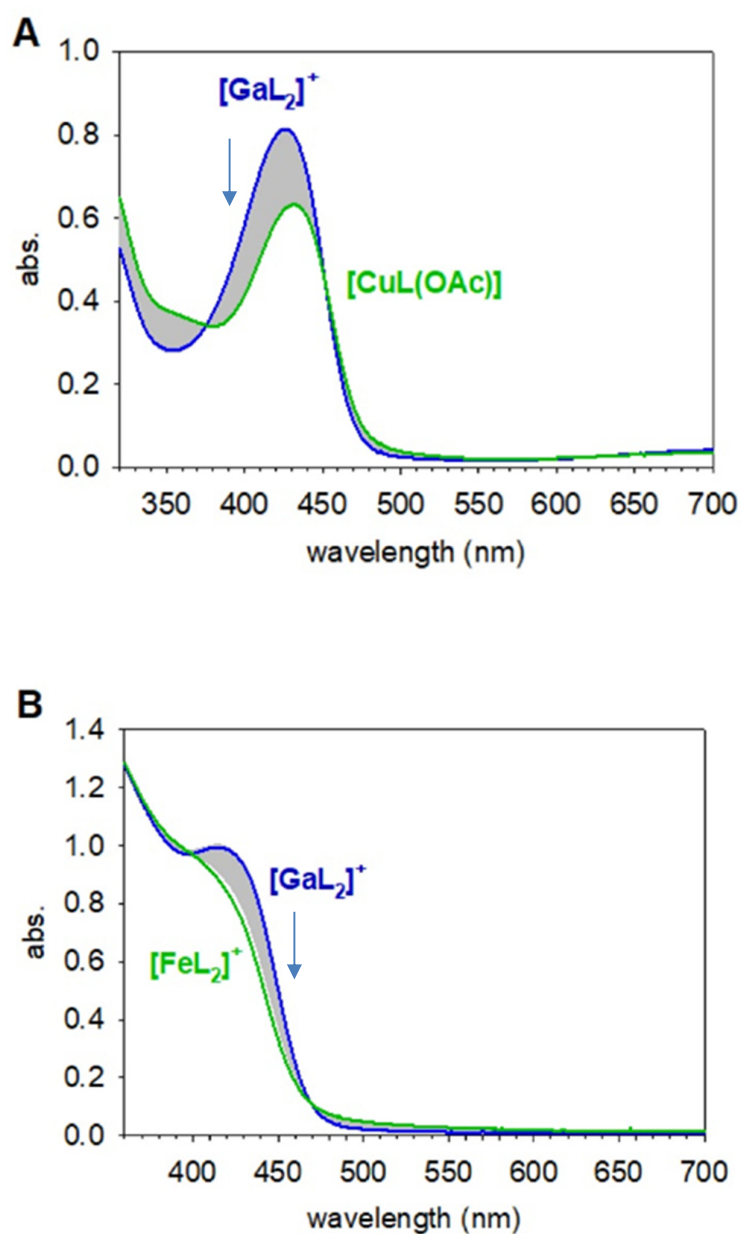 A
1.0
[GaL₂]⁺
0.8
0.6
abs.
[CuL(OAc)]
0.4
0.2
0.0
350 400 450 500 550 600 650 700
wavelength (nm)
B
1.4
1.2
1.0
[GaL₂]⁺
0.8
abs.
[FeL₂]⁺
0.6
0.4
0.2
0.0
400 450 500 550 600 650 700
wavelength (nm)